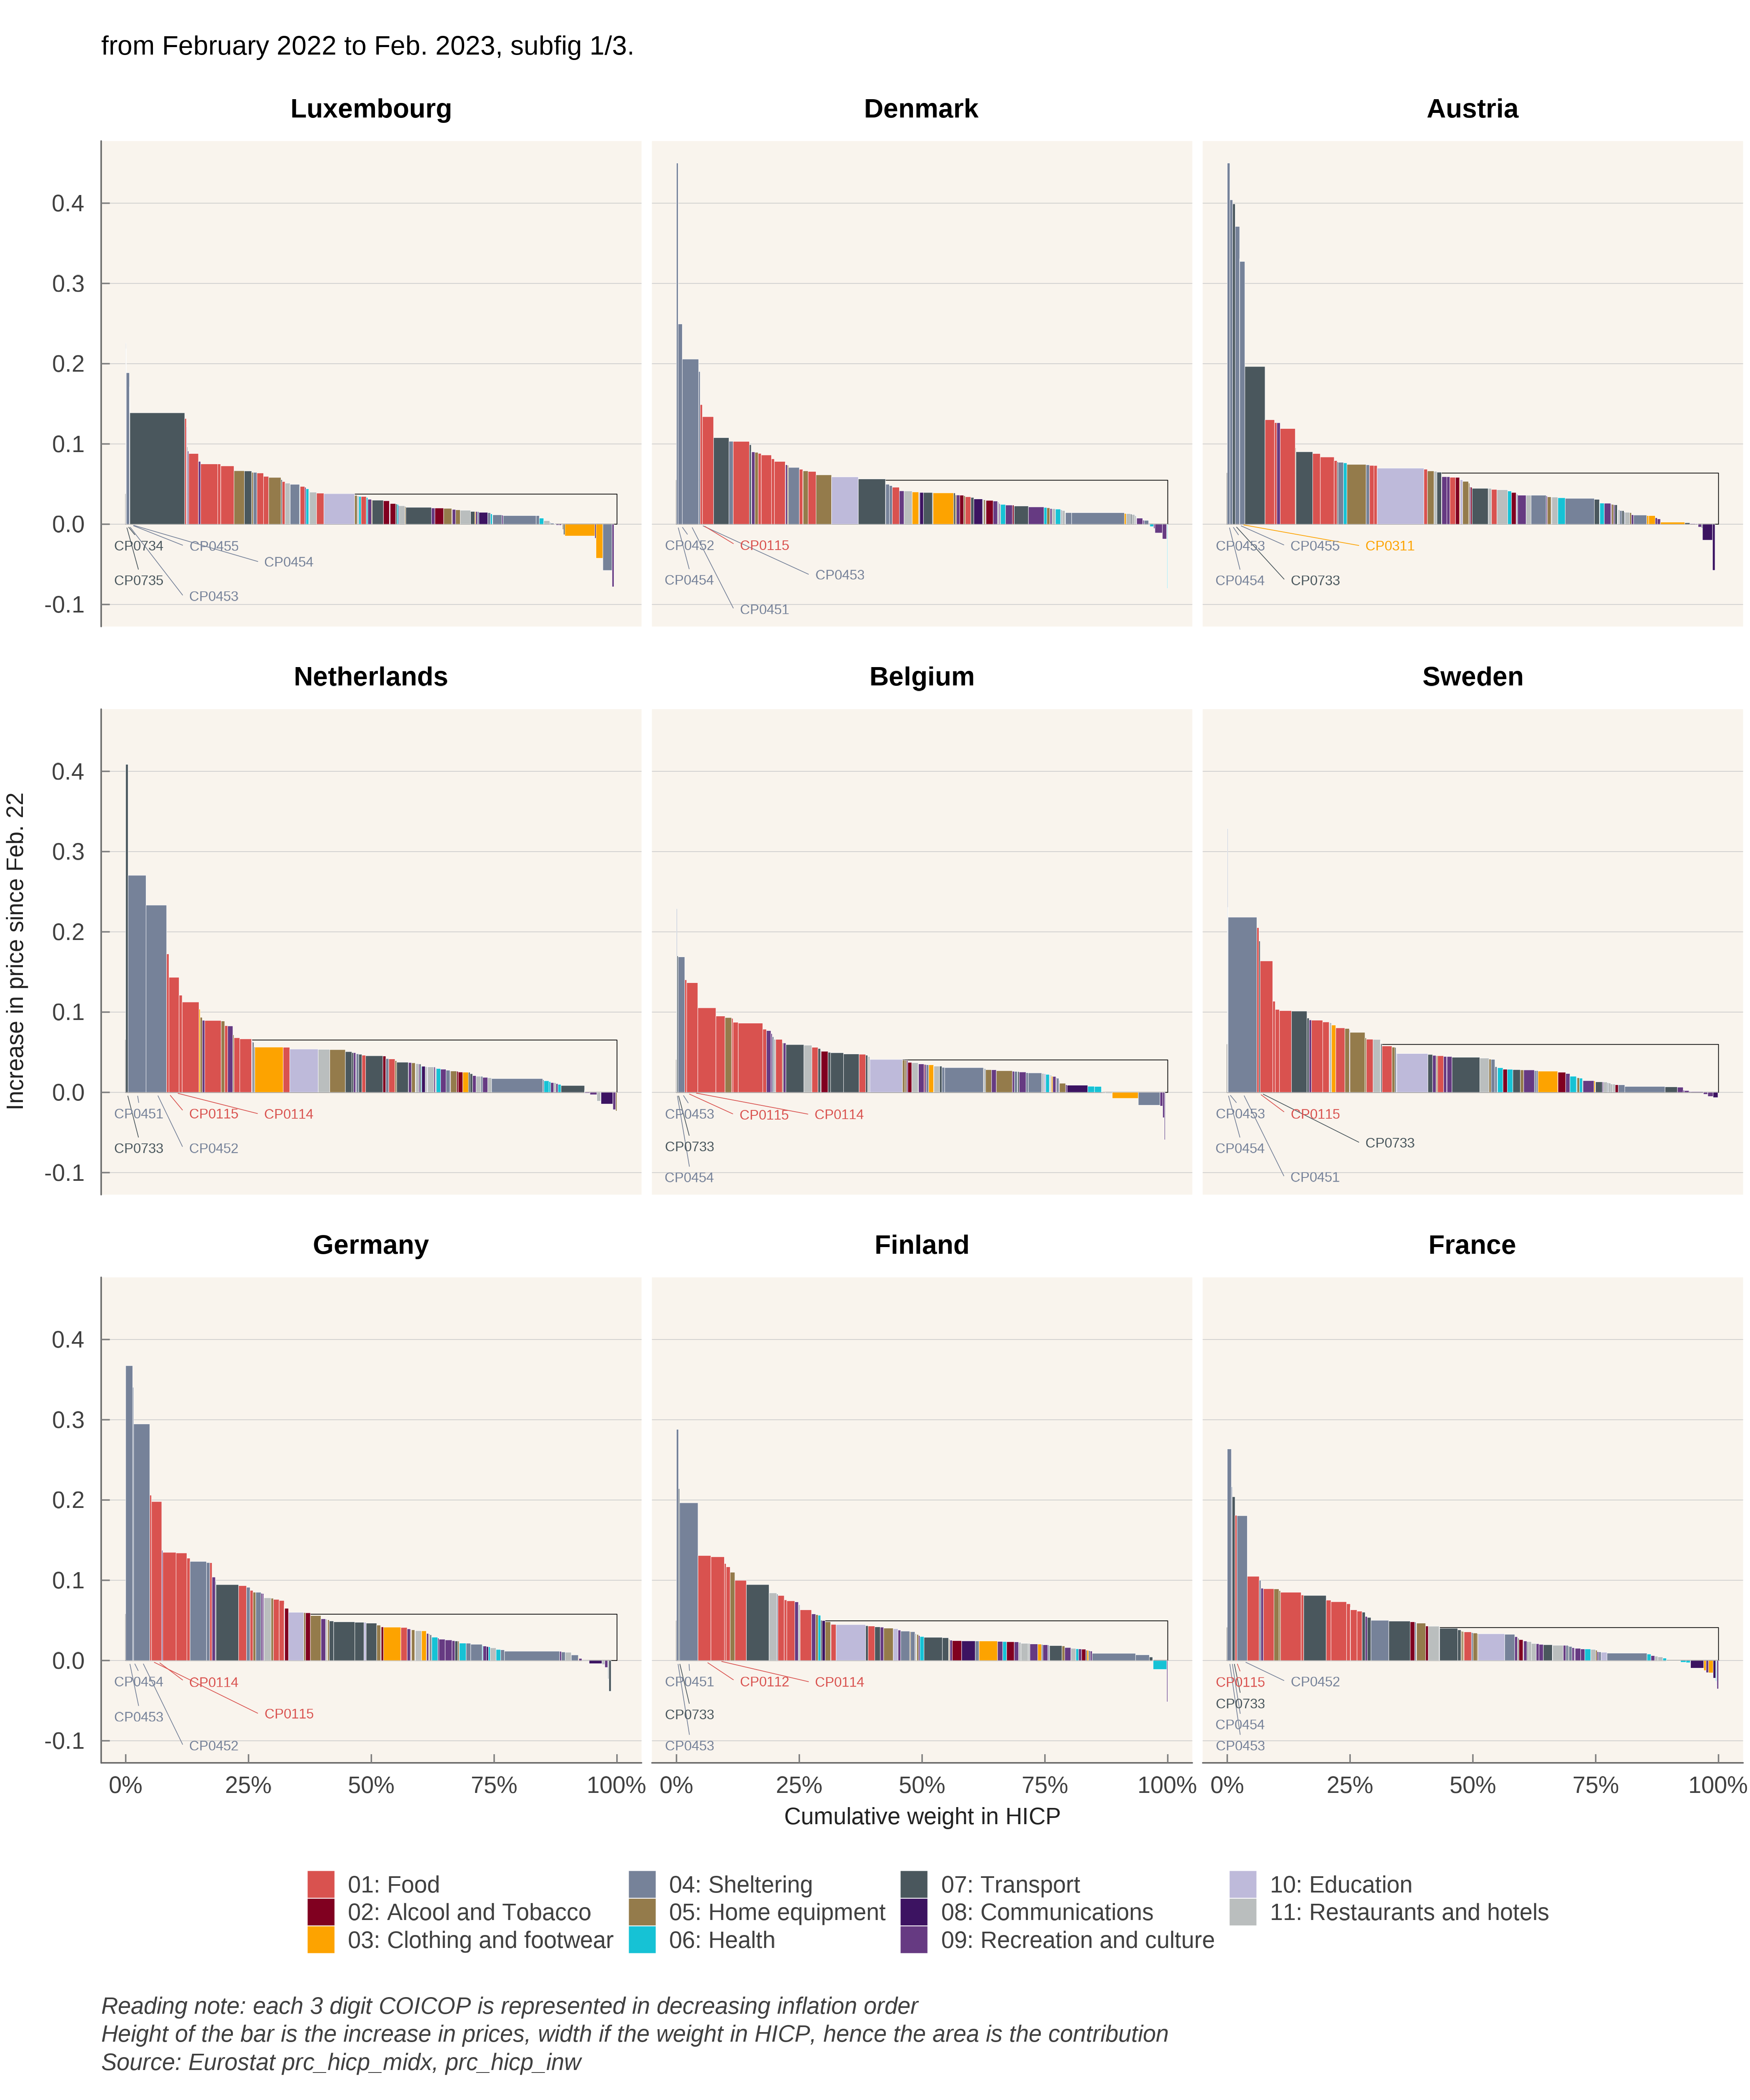 from February 2022 to Feb. 2023, subfig 1/3.
Luxembourg
Denmark
Austria
0.4
0.3
0.2
0.1
0.0
-0.1
CP0734
CP0455
CP0454
CP0735
CP0453
CP0452
CP0115
CP0453
CP0454
CP0451
CP0453
CP0455
CP0311
CP0454
CP0733
Netherlands
Belgium
Sweden
0.4
0.3
0.2
0.1
0.0
-0.1
CP0451
CP0115
CP0114
CP0733
CP0452
CP0453
CP0115
CP0114
CP0733
CP0454
CP0453
CP0115
CP0733
CP0454
CP0451
Increase in price since Feb. 22
Germany
Finland
France
0.4
0.3
0.2
0.1
0.0
-0.1
CP0454
CP0114
CP0453
CP0115
CP0452
CP0451
CP0112
CP0114
CP0733
CP0453
CP0115
CP0452
CP0733
CP0454
CP0453
0% 25% 50% 75% 100%
0% 25% 50% 75% 100%
0% 25% 50% 75% 100%
Cumulative weight in HICP
01: Food
02: Alcool and Tobacco
03: Clothing and footwear
04: Sheltering
05: Home equipment
06: Health
07: Transport
08: Communications
09: Recreation and culture
10: Education
11: Restaurants and hotels
Reading note: each 3 digit COICOP is represented in decreasing inflation order
Height of the bar is the increase in prices, width if the weight in HICP, hence the area is the contribution
Source: Eurostat prc_hicp_midx, prc_hicp_inw